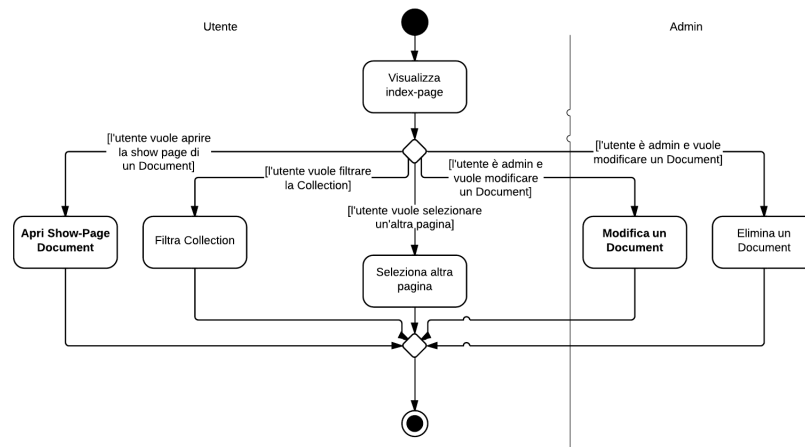 Utente
Admin
Visualizza
index-page
[l'utente vuole aprire
la show page di
un Document]
[l'utente vuole filtrare
la Collection]
[l'utente vuole selezionare
un'altra pagina]
[l'utente è admin e
vuole modificare
un Document]
[l'utente è admin e vuole
modificare un Document]
Apri Show-Page
Document
Filtra Collection
Seleziona altra
pagina
Modifica un
Document
Elimina un
Document